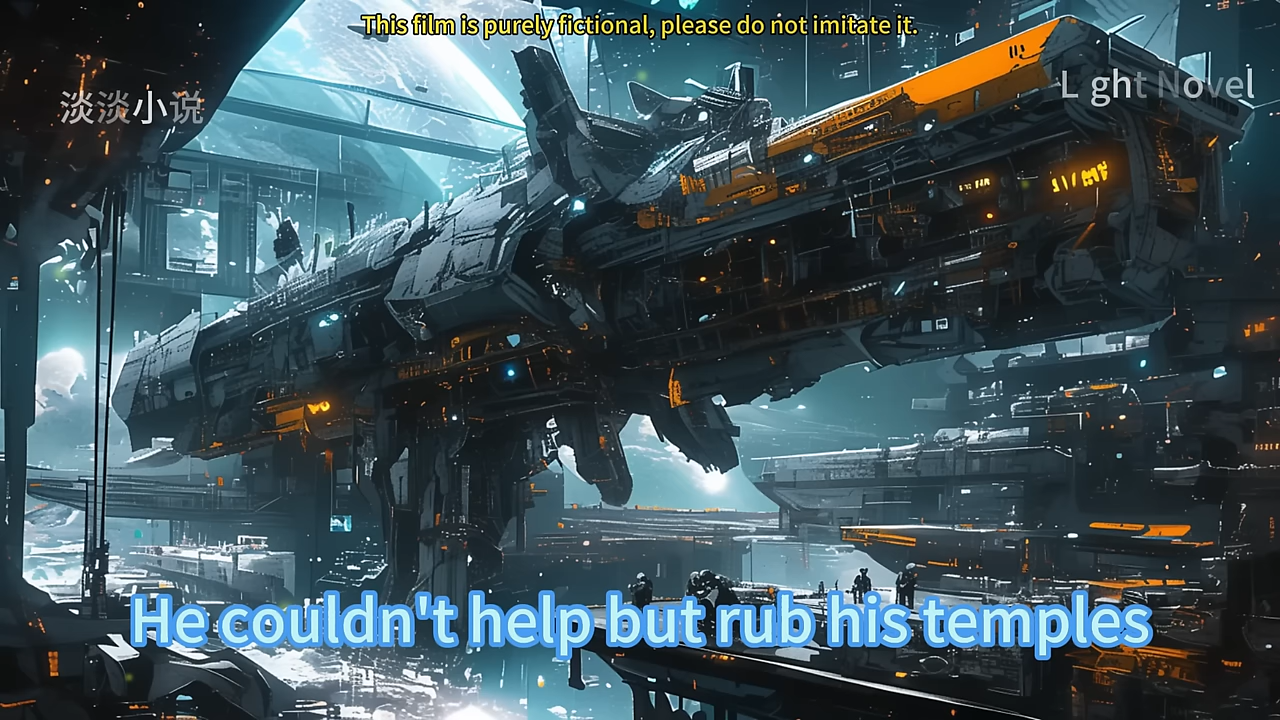 This film is purely fictional, please do not imitate it.
淡淡小说
L ght Novel
He couldn't help but rub his temples